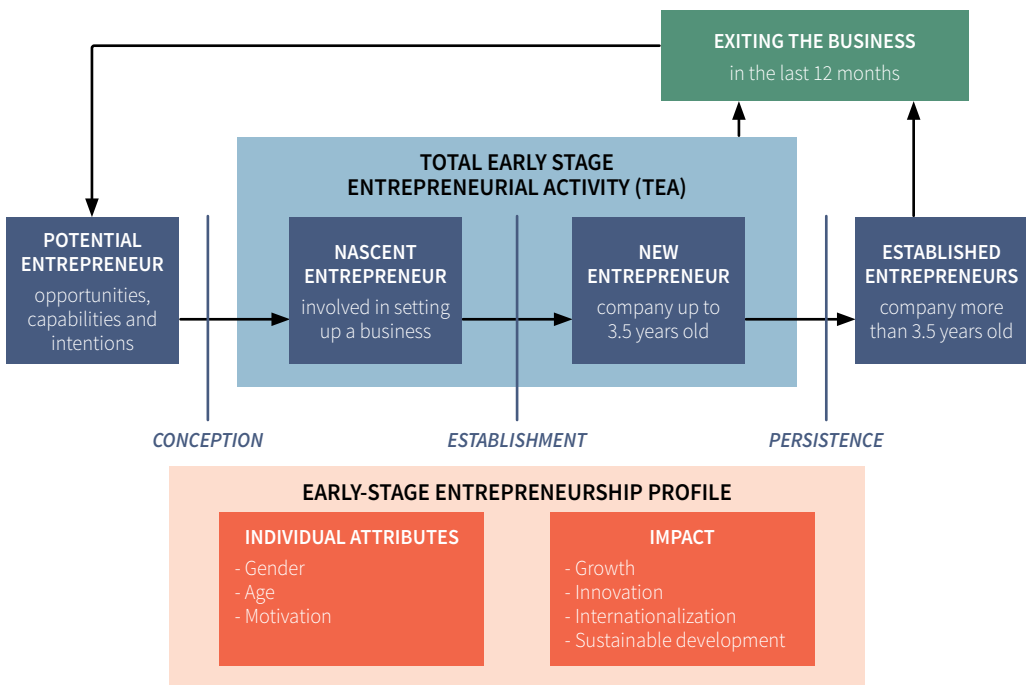 EXITING THE BUSINESS
in the last 12 months
TOTAL EARLY STAGE
ENTREPRENEURIAL ACTIVITY (TEA)
POTENTIAL
ENTREPRENEUR
opportunities,
capabilities and
intentions
NASCENT
ENTREPRENEUR
involved in setting
up a business
NEW
ENTREPRENEUR
company up to
3.5 years old
ESTABLISHED
ENTREPRENEURS
company more
than 3.5 years old
CONCEPTION
ESTABLISHMENT
PERSISTENCE
EARLY-STAGE ENTREPRENEURSHIP PROFILE
INDIVIDUAL ATTRIBUTES
- Gender
- Age
- Motivation
IMPACT
- Growth
- Innovation
- Internationalization
- Sustainable development